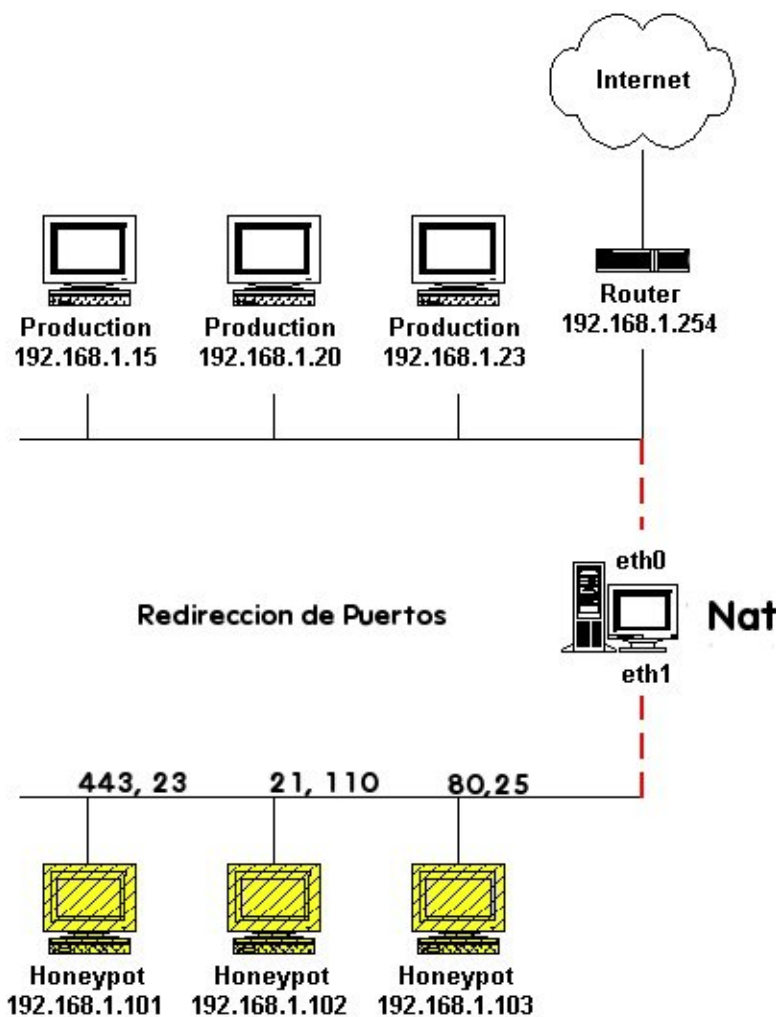 Internet
Production
192.168.1.15
Production
192.168.1.20
Production
192.168.1.23
Router
192.168.1.254
eth0
Redireccion de Puertos
Nat
eth1
443, 23
21, 110
80,25
Honeypot
192.168.1.101
Honeypot
192.168.1.102
Honeypot
192.168.1.103